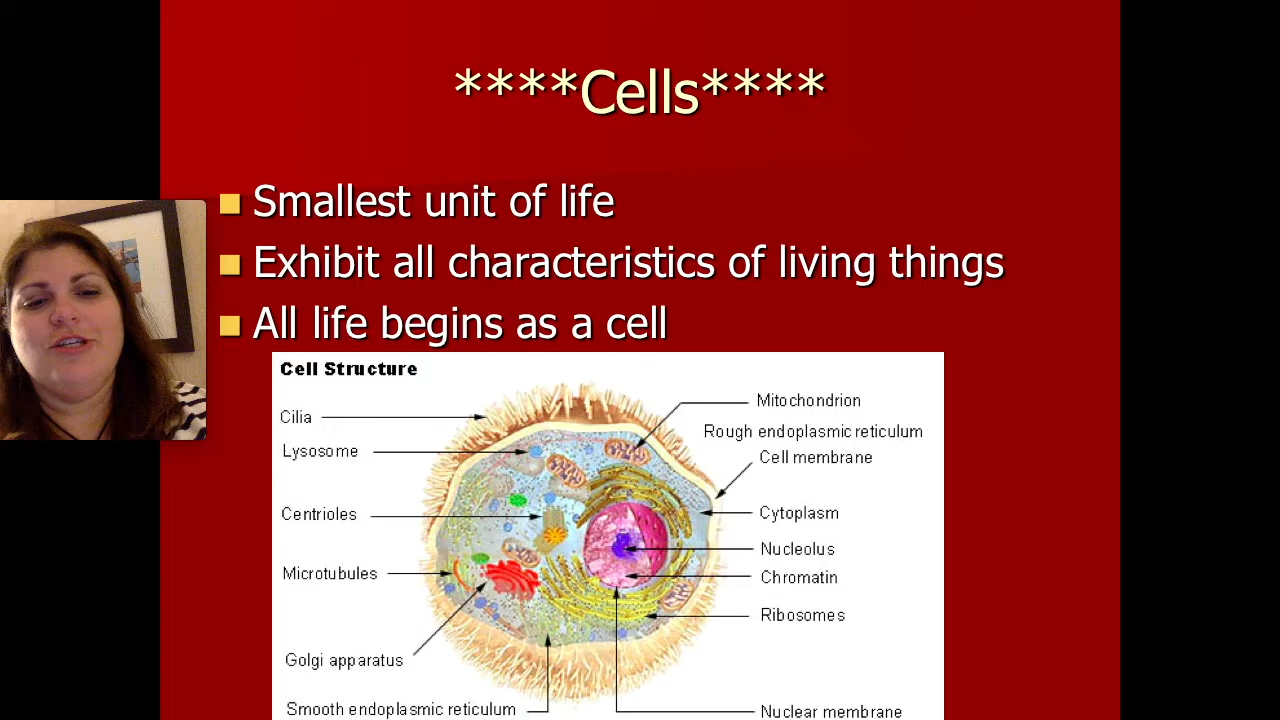 ****Cells****
Smallest unit of life
Exhibit all characteristics of living things
All life begins as a cell
Cell Structure
Cilia
Lysosome
Centrioles
Microtubules
Golgi apparatus
Smooth endoplasmic reticulum
Mitochondrion
Rough endoplasmic reticulum
Cell membrane
Cytoplasm
Nucleolus
Chromatin
Ribosomes
Nuclear membrane